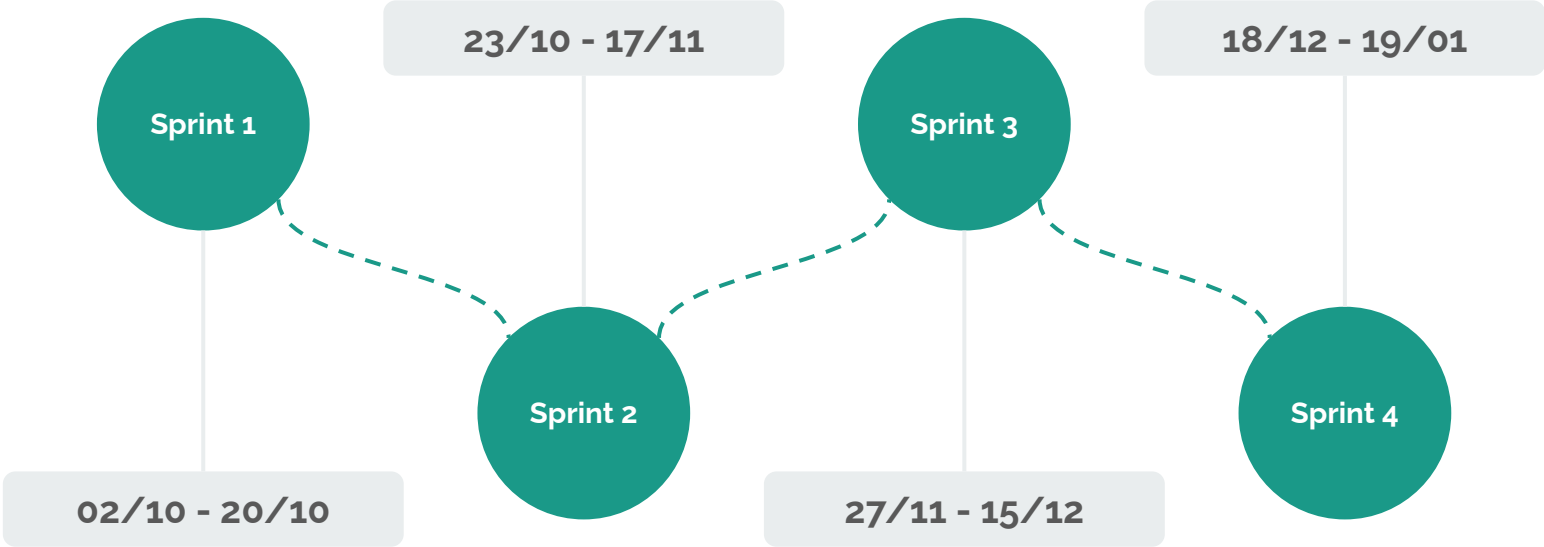 Sprint 1
02/10 - 20/10
23/10 - 17/11
Sprint 2
Sprint 3
27/11 - 15/12
18/12 - 19/01
Sprint 4